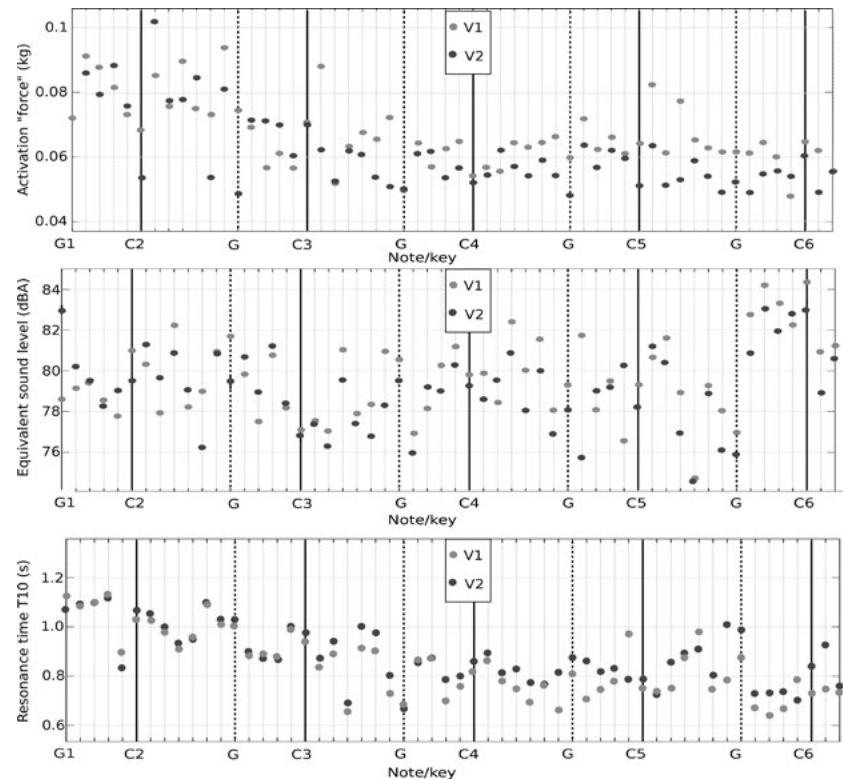 Activation "force" (kg)
0.1
0.08
0.06
0.04
V1
V2
G1 C2 G C3 G C4 G C5 G C6
Note/key
Equivalent sound level (dBA)
84
82
80
78
76
V1
V2
G1 C2 G C3 G C4 G C5 G C6
Note/key
Resonance time T10 (s)
1.2
1.0
0.8
0.6
V1
V2
G1 C2 G C3 G C4 G C5 G C6
Note/key